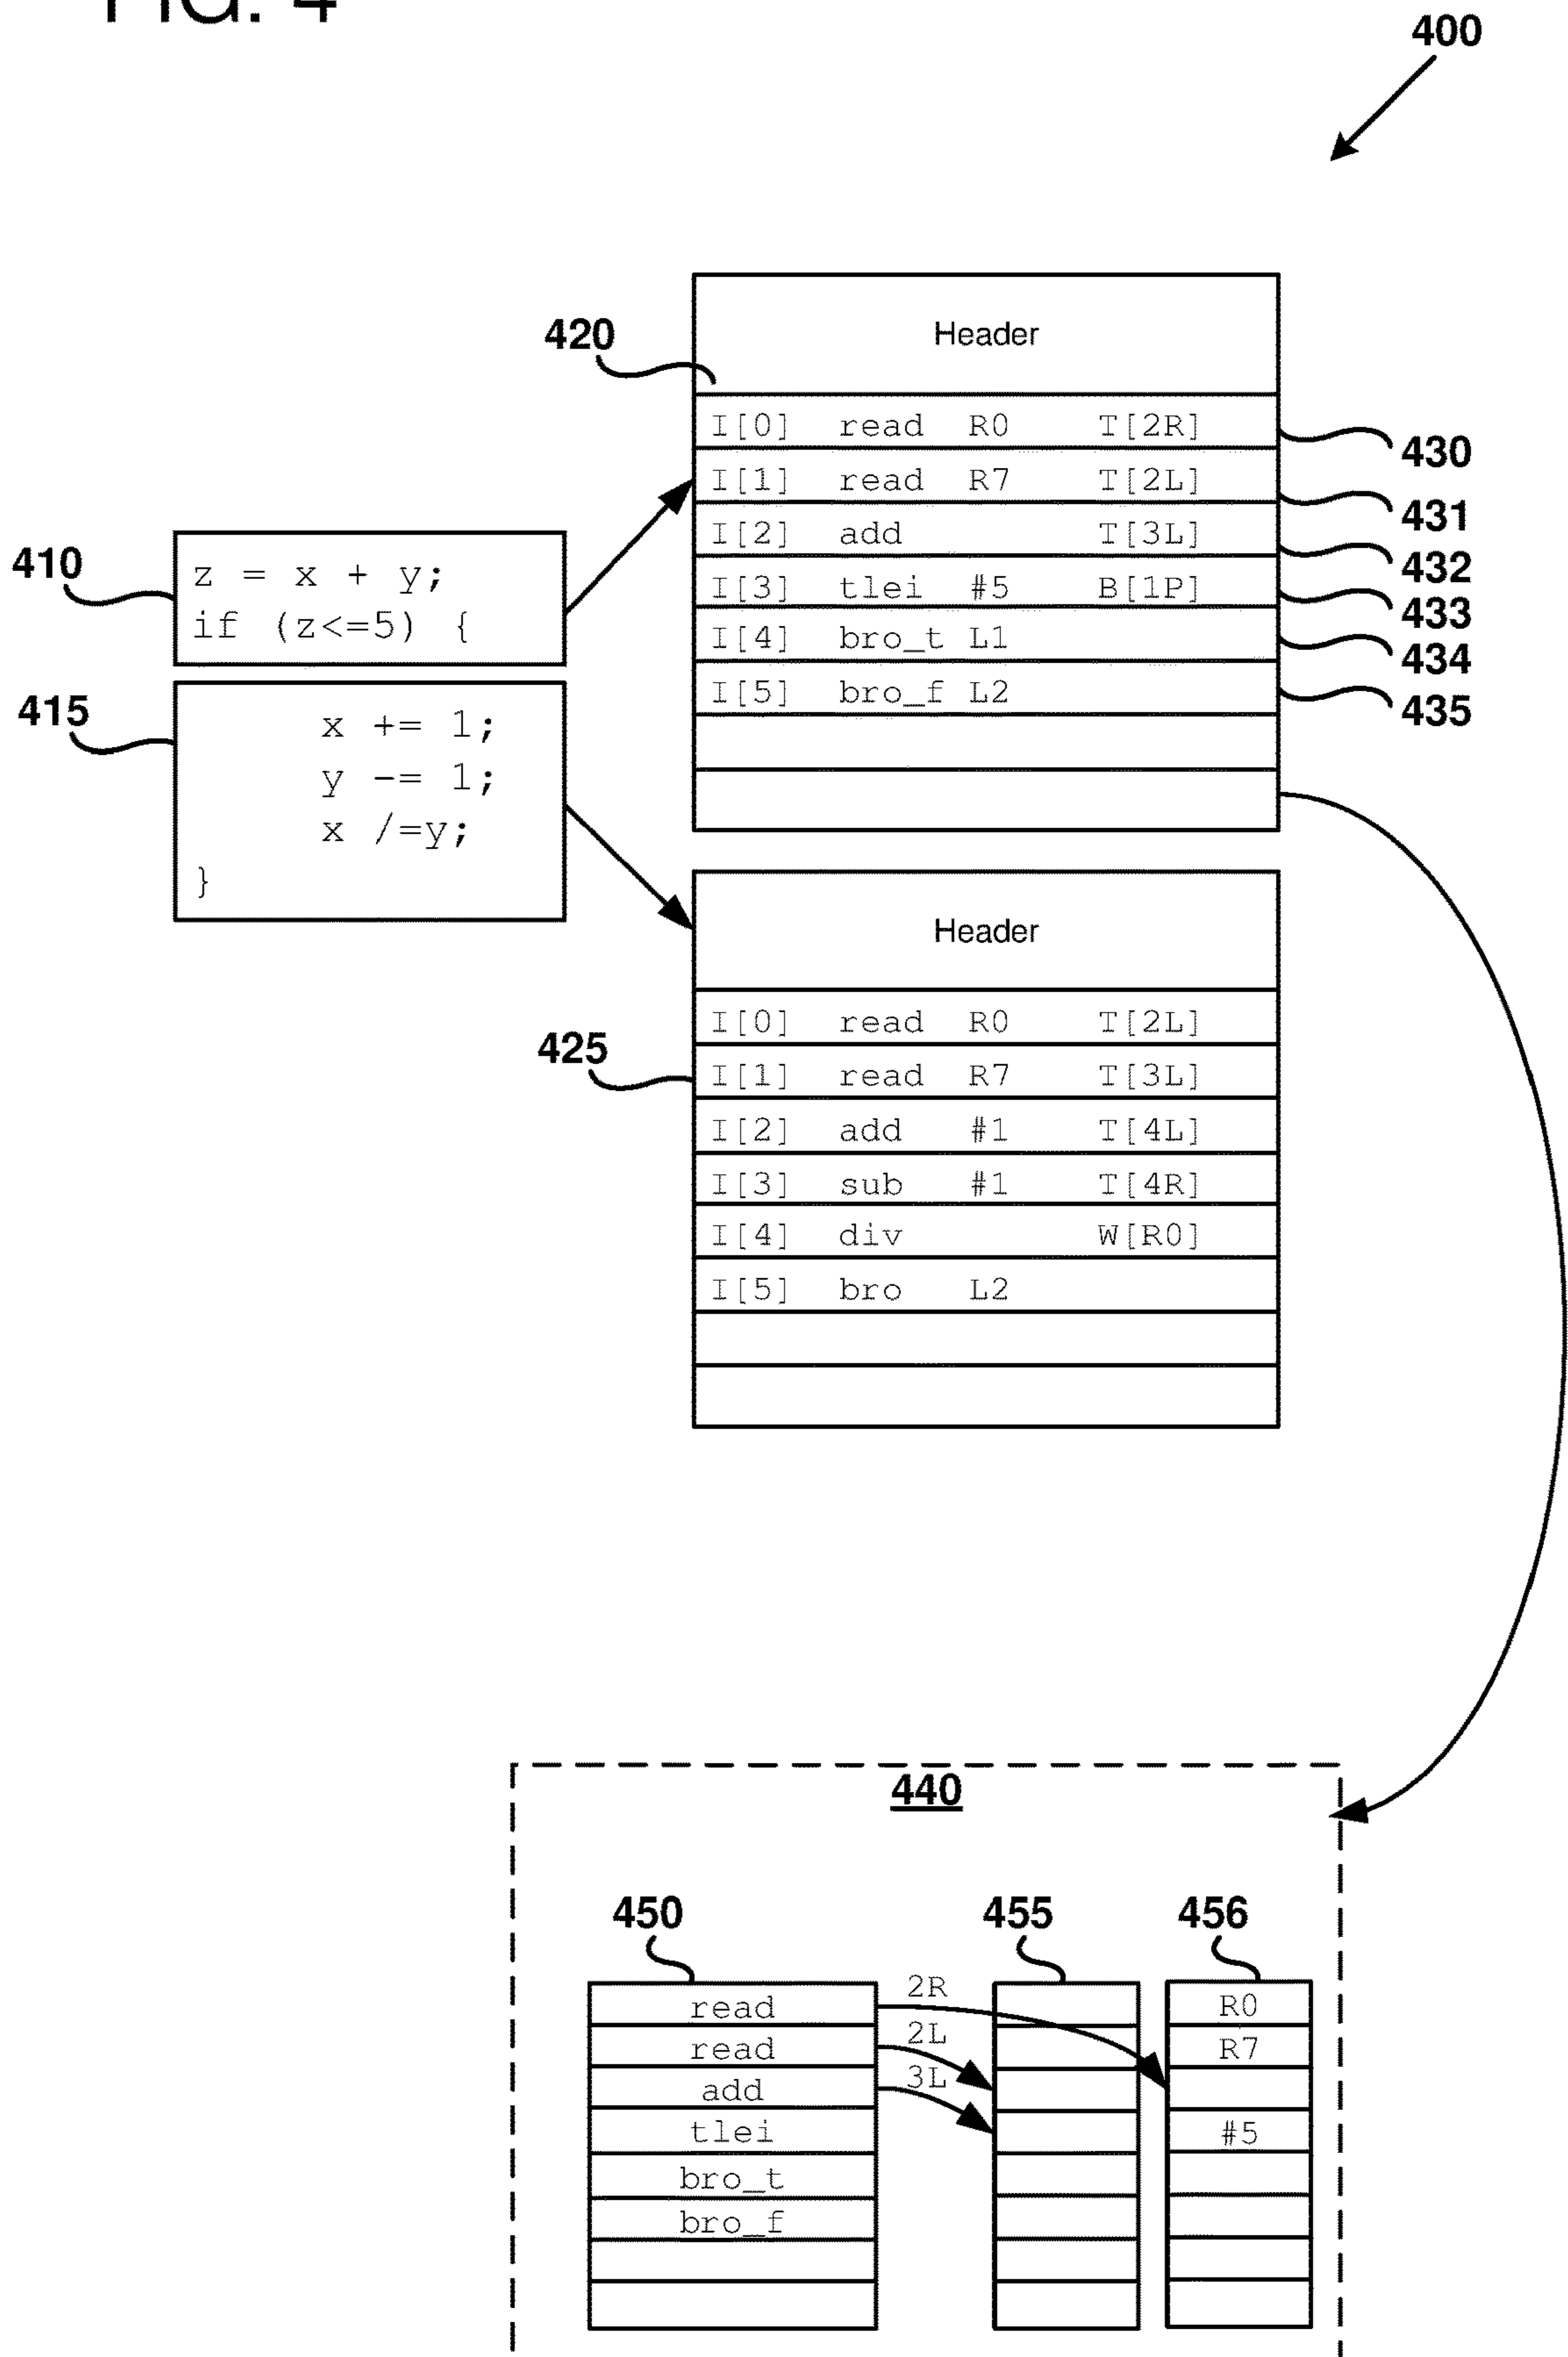 FIG. 4
400
420
Header
I[0] read R0 T[2R]
430
I[1] read R7 T[2L]
431
I[2] add T[3L]
432
I[3] tlei #5 B[1P]
433
I[4] bro_t L1
434
I[5] bro_f L2
435
410
z = x + y;
if (z<=5) {
415
x += 1;
y -= 1;
x /=y;
}
Header
425
I[0] read R0 T[2L]
I[1] read R7 T[3L]
I[2] add #1 T[4L]
I[3] sub #1 T[4R]
I[4] div W[R0]
I[5] bro L2
440
450
455
456
read
2R
R0
read
2L
R7
add
3L
tlei
#5
bro_t
bro_f